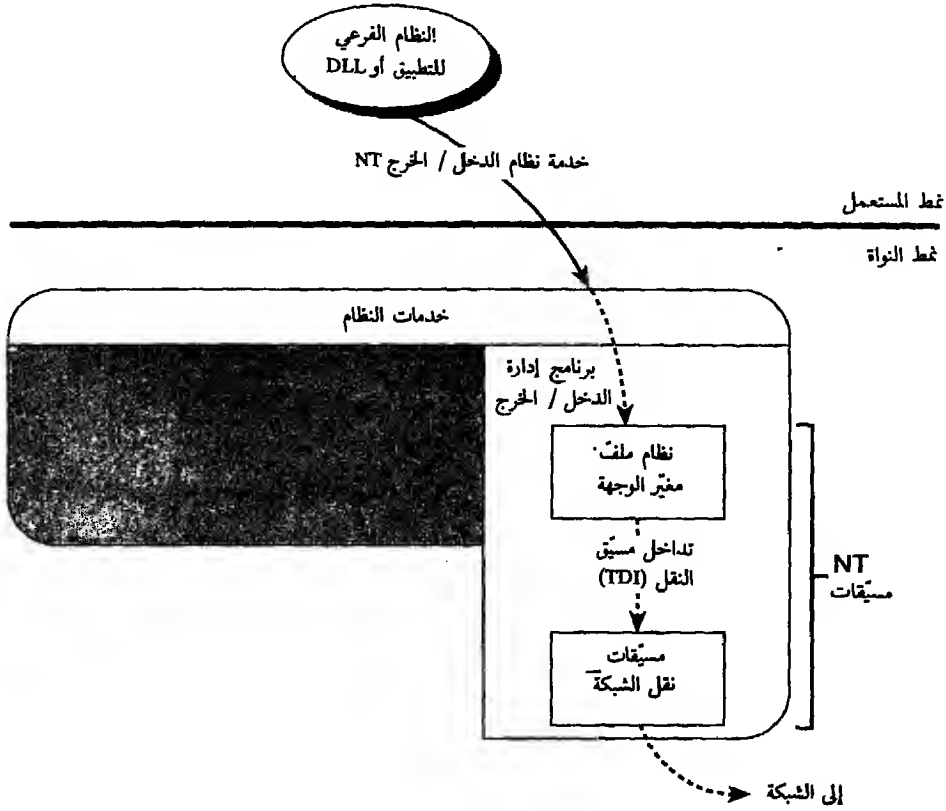 النظام الفرعي
للتطبيق أو DLL
خدمة نظام الدخل / الخرج NT
نمط المستعمل
نمط النواة
خدمات النظام
برنامج إدارة
الدخل / الخرج
نظام ملفّ
مغيّر الوجهة
تداخل مسيّق
النقل (TDI)
NT
مسيّقات
مسيّقات
نقل الشبكة
إلى الشبكة